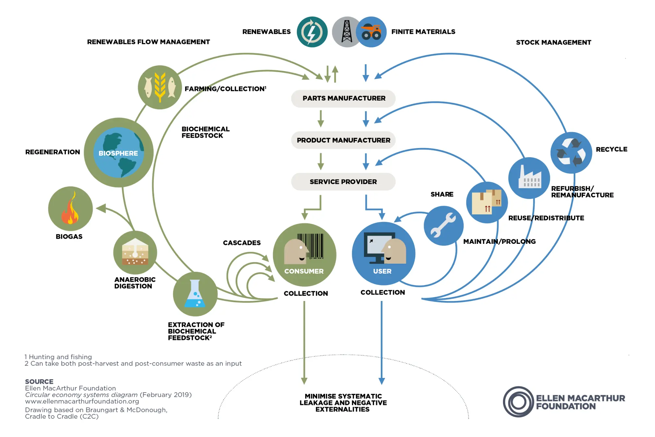 RENEWABLES
FINITE MATERIALS
RENEWABLES FLOW MANAGEMENT
STOCK MANAGEMENT
FARMING/COLLECTION¹
PARTS MANUFACTURER
BIOCHEMICAL
FEEDSTOCK
PRODUCT MANUFACTURER
REGENERATION
BIOSPHERE
RECYCLE
SERVICE PROVIDER
REFURBISH/
REMANUFACTURE
SHARE
REUSE/REDISTRIBUTE
BIOGAS
CASCADES
MAINTAIN/PROLONG
CONSUMER
USER
ANAEROBIC
DIGESTION
COLLECTION
COLLECTION
EXTRACTION OF
BIOCHEMICAL
FEEDSTOCK²
1 Hunting and fishing
2 Can take both post-harvest and post-consumer waste as an input
SOURCE
Ellen MacArthur Foundation
Circular economy systems diagram (February 2019)
www.ellenmacarthurfoundation.org
Drawing based on Braungart & McDonough,
Cradle to Cradle (C2C)
MINIMISE SYSTEMATIC
LEAKAGE AND NEGATIVE
EXTERNALITIES
ELLEN MACARTHUR
FOUNDATION